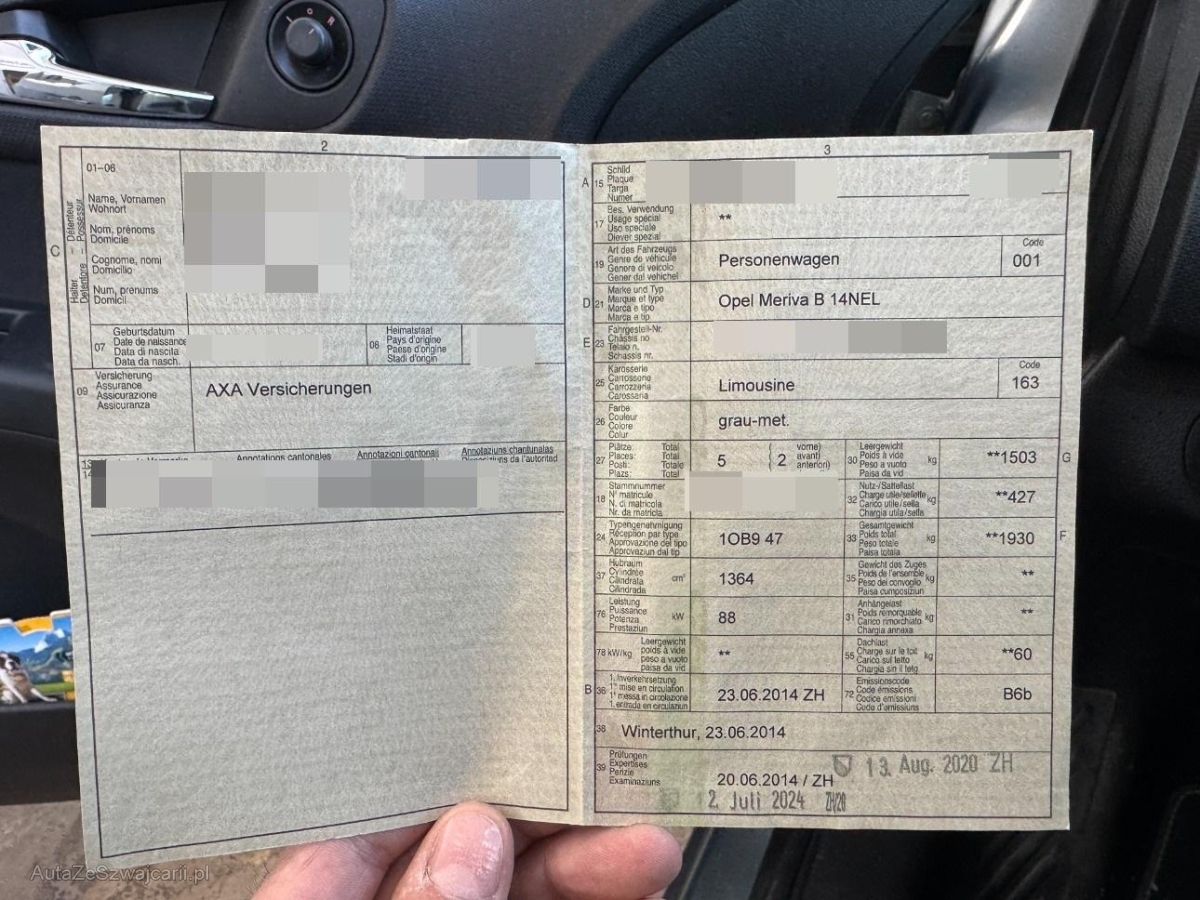 I O R
2
01-06
Halter - Détenteur
Detentore - Possessur
C
Name, Vornamen
Wohnort
Nom, prénoms
Domicile
Cognome, nomi
Domicilio
Num, prenums
Domicil
07
Geburtsdatum
Date de naissance
Data di nascita
Data da nasch.
08
Heimatstaat
Pays d'origine
Paese d'origine
Stadi d'origin
09
Versicherung
Assurance
Assicurazione
Assicuranza
AXA Versicherungen
Annotations cantonales
Annotazioni cantonali
Annotaziuns chantunalas
3
A 15
Schild
Plaque
Targa
Numer
17
Bes. Verwendung
Usage spécial
Uso speciale
Diever spezial
**
19
Art des Fahrzeugs
Genre de véhicule
Genere di veicolo
Gener dal vehichel
Personenwagen
Code
001
D 21
Marke und Typ
Marque et type
Marca e tipo
Marca e tip
Opel Meriva B 14NEL
E 23
Fahrgestell-Nr.
Châssis no
Telaio n.
Schassis nr.
25
Karosserie
Carrosserie
Carrozzeria
Carossaria
Limousine
Code
163
26
Farbe
Couleur
Colore
Colur
grau-met.
27
Plätze: Total
Places: Total
Posti: Totale
Plazs: Total
5
( 2
vorne)
avant)
anteriori)
30
Leergewicht
Poids à vide
Peso a vuoto
Paisa da vid
kg
**1503
G
18
Stammnummer
N° matricule
N. di matricola
Nr. da matricla
32
Nutz-/Sattellast
Charge utile/sellette
Carico utile/sella
Chargia utila/sella
kg
**427
24
Typengenehmigung
Réception par type
Approvazione del tipo
Approvaziun dal tip
1OB9 47
33
Gesamtgewicht
Poids total
Peso totale
Paisa totala
kg
**1930
F
37
Hubraum
Cylindrée
Cilindrata
Cilindrada
cm³
1364
35
Gewicht des Zuges
Poids de l'ensemble
Peso del convoglio
Paisa cumposiziun
kg
**
76
Leistung
Puissance
Potenza
Prestaziun
kW
88
31
Anhängelast
Poids remorquable
Carico rimorchiato
Chargia annexa
kg
**
78 kW/kg
Leergewicht
poids à vide
peso a vuoto
paisa da vid
**
55
Dachlast
Charge sur le toit
Carico sul tetto
Chargia sin il tetg
kg
**60
B 36
1. Inverkehrsetzung
1re mise en circulation
1a messa in circolazione
1. entrada en circulaziun
23.06.2014 ZH
72
Emissionscode
Code émissions
Codice emissioni
Code d'emissiuns
B6b
38
Winterthur, 23.06.2014
39
Prüfungen
Expertises
Perizie
Examinaziuns
20.06.2014 / ZH
13. Aug. 2020 ZH
2. Juli 2024 ZH20
AutaZeSzwajcarii.pl